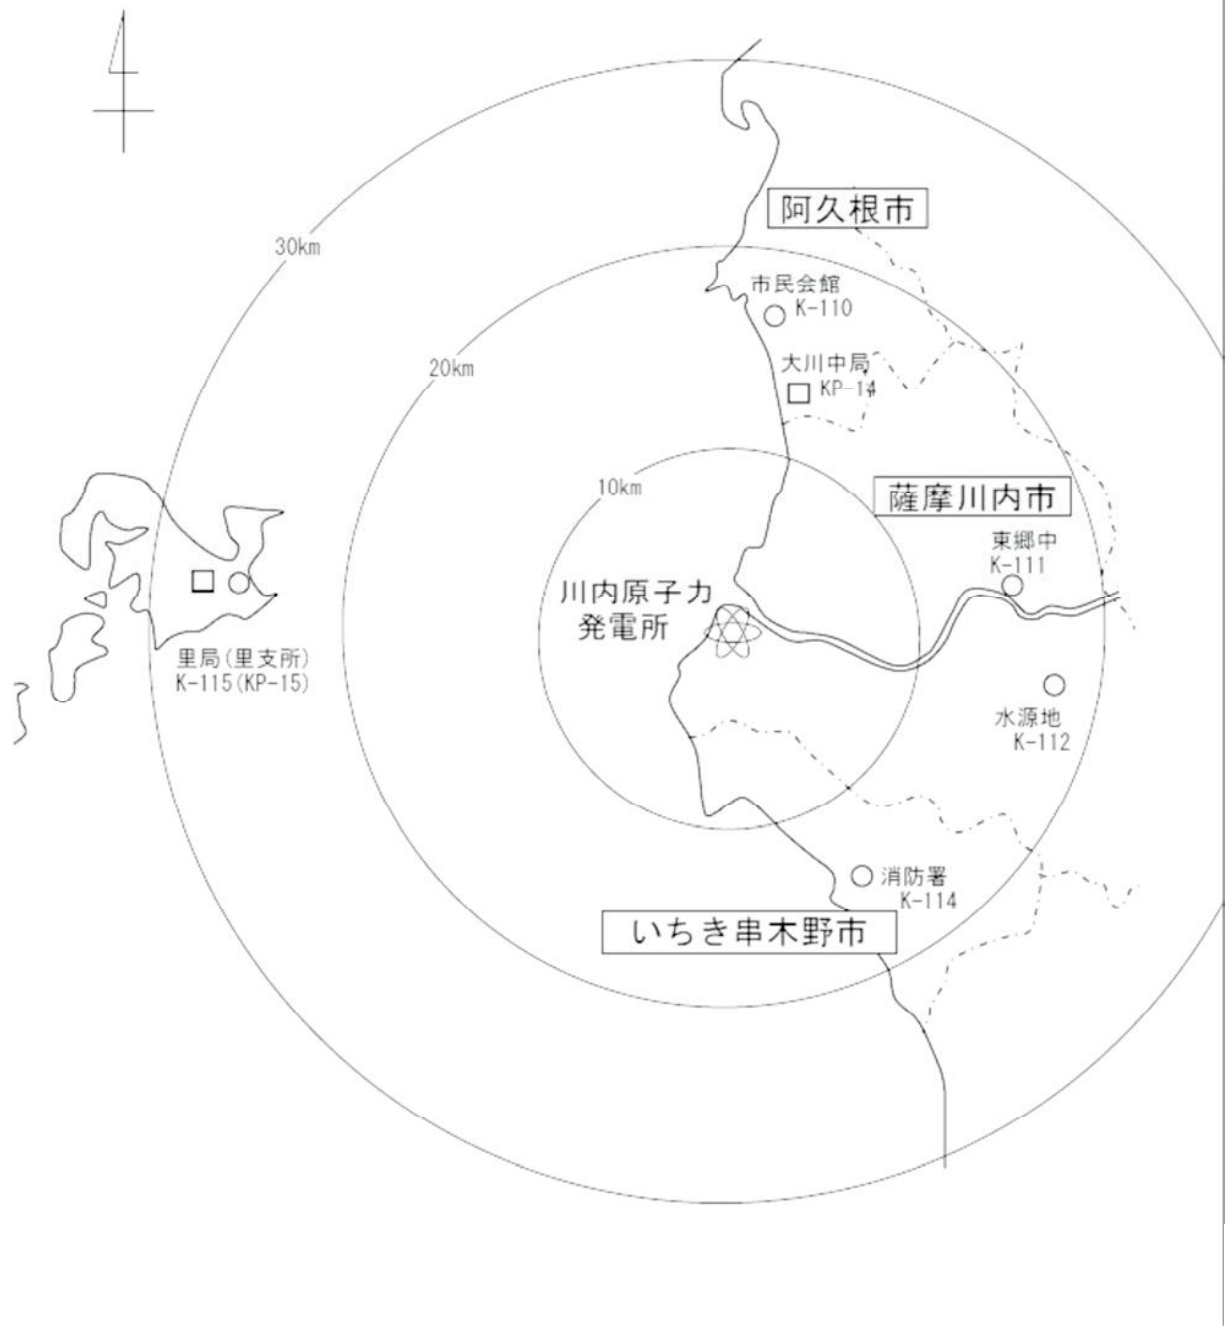 阿久根市
30km
市民会館
K-110
20km
大川中局
KP-14
10km
薩摩川内市
東郷中
K-111
川内原子力
発電所
里局(里支所)
K-115(KP-15)
水源地
K-112
消防署
K-114
いちき串木野市